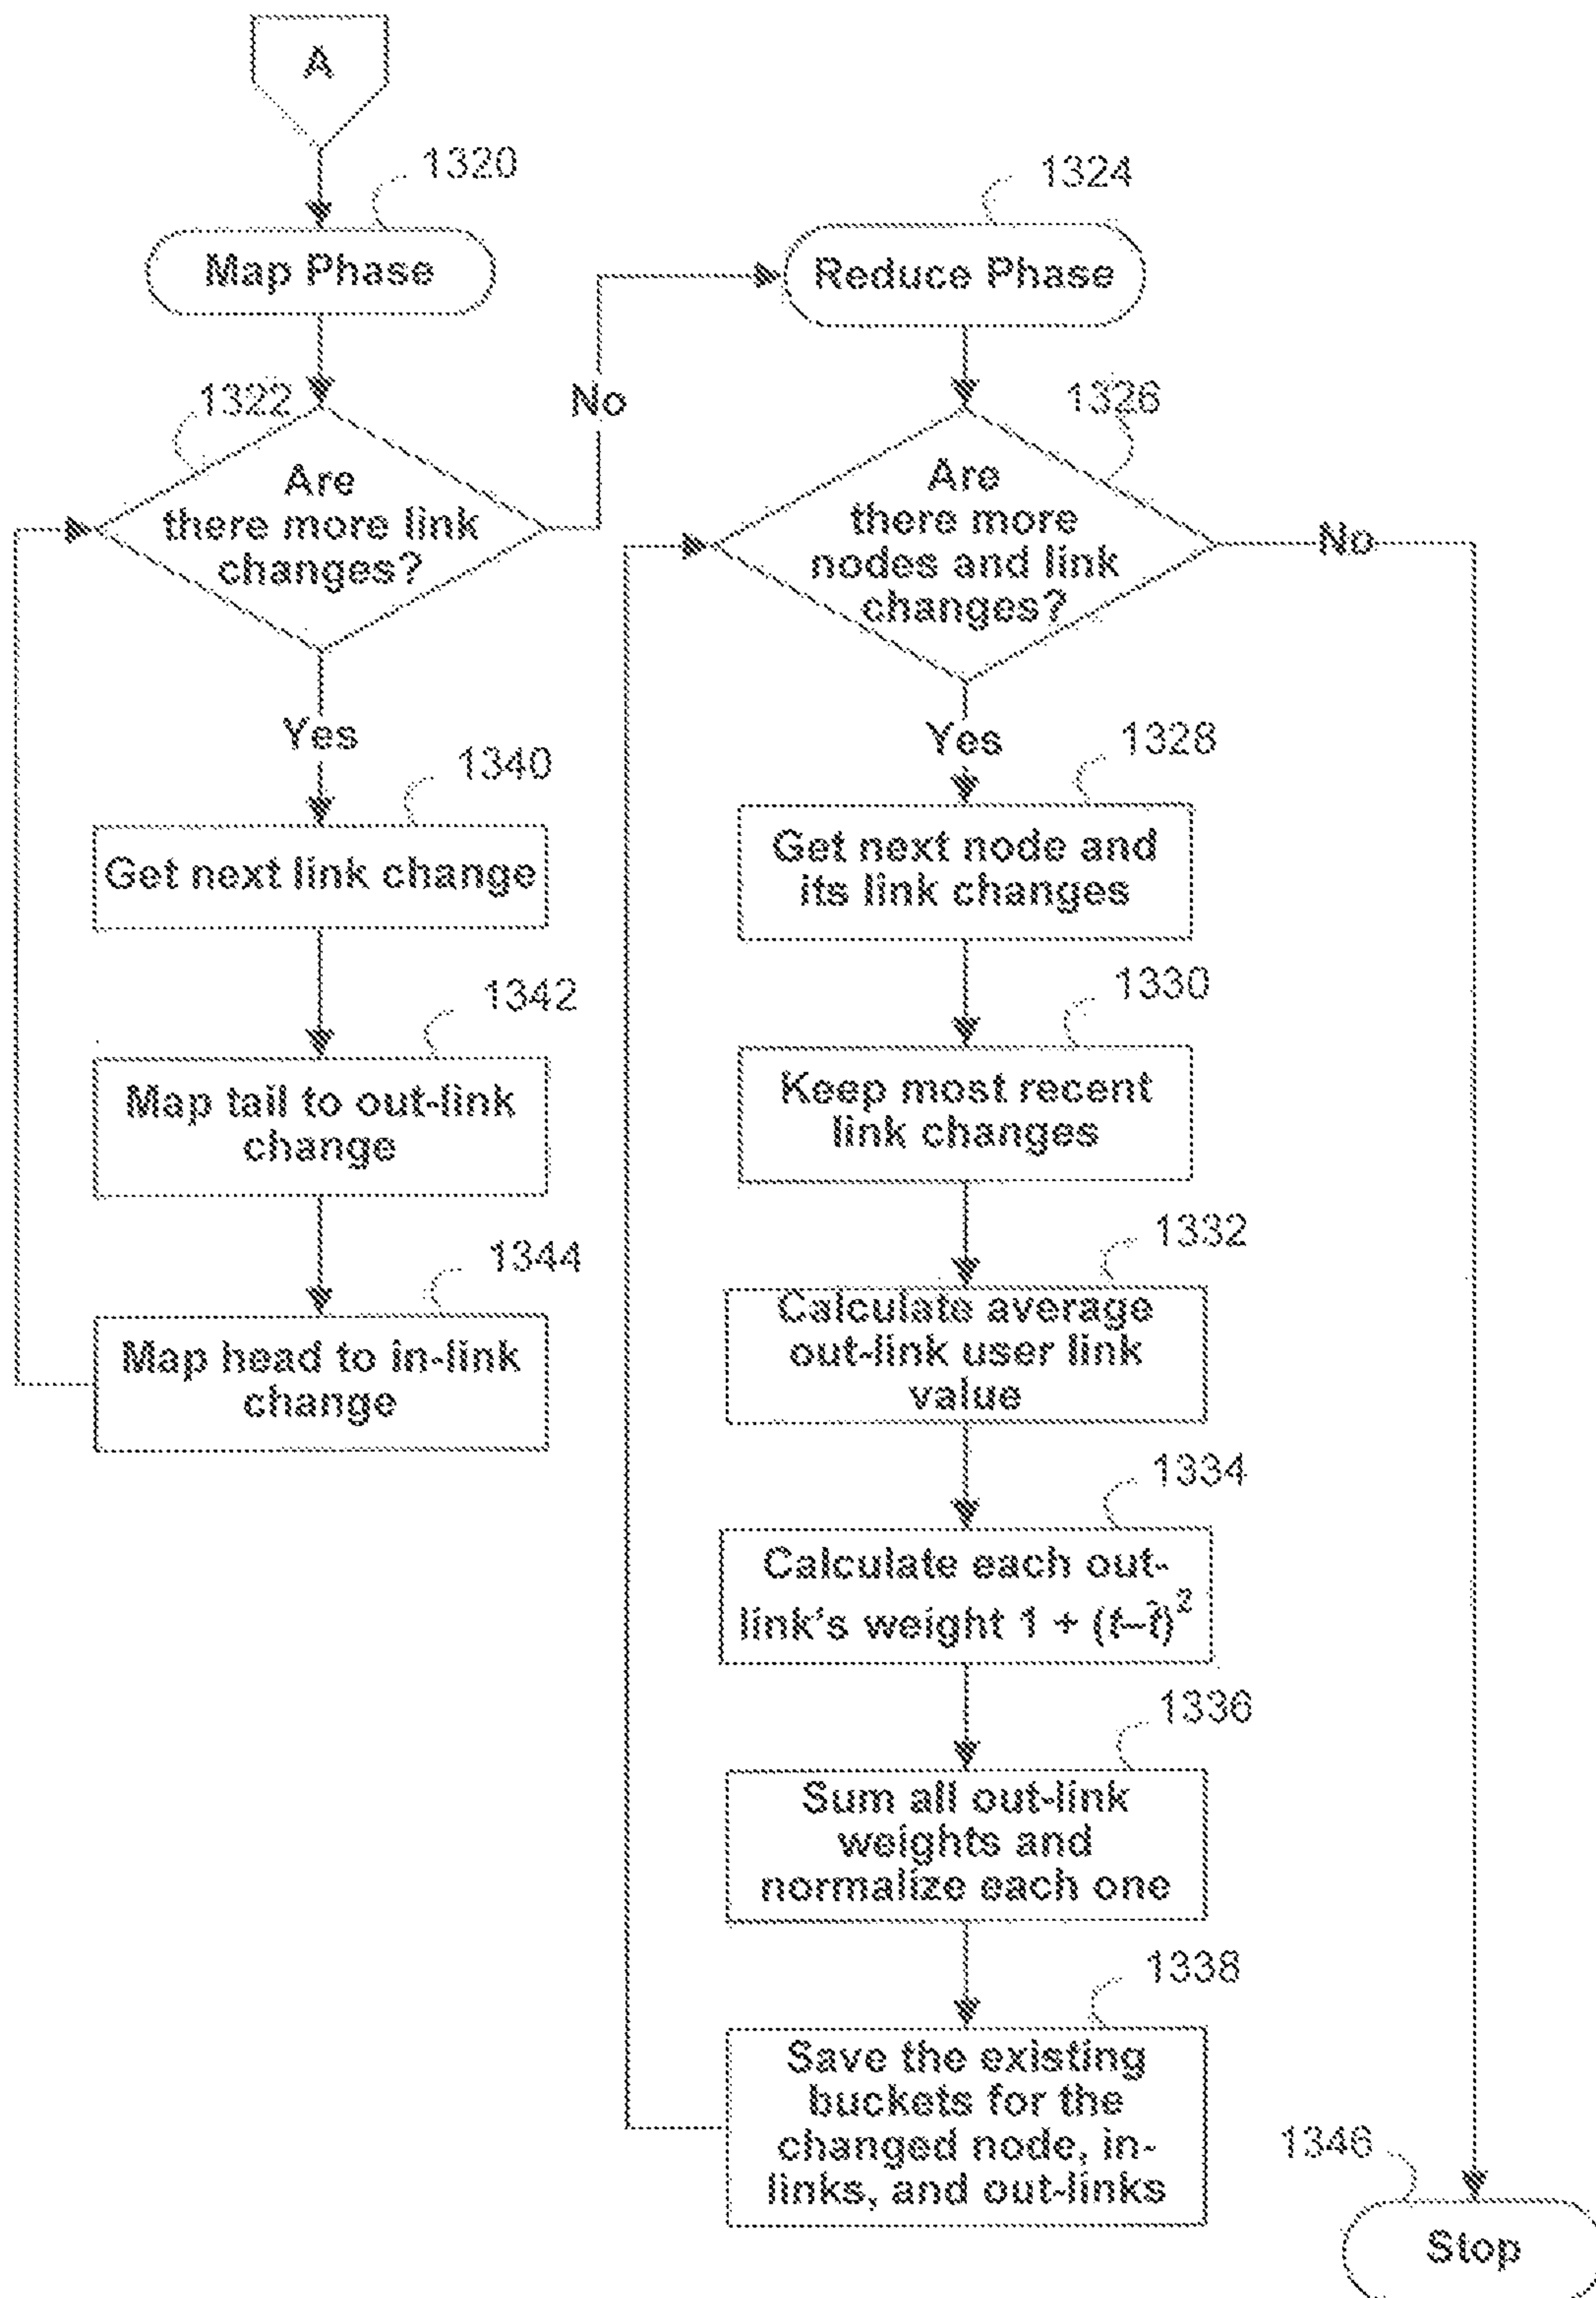 A
1320
Map Phase
1322
Are
there more link
changes?
No
Yes
1340
Get next link change
1342
Map tail to out-link
change
1344
Map head to in-link
change
1324
Reduce Phase
1326
Are
there more
nodes and link
changes?
No
Yes
1328
Get next node and
its link changes
1330
Keep most recent
link changes
1332
Calculate average
out-link user link
value
1334
Calculate each out-
link's weight 1 + (t–t̄)²
1336
Sum all out-link
weights and
normalize each one
1338
Save the existing
buckets for the
changed node, in-
links, and out-links
1346
Stop